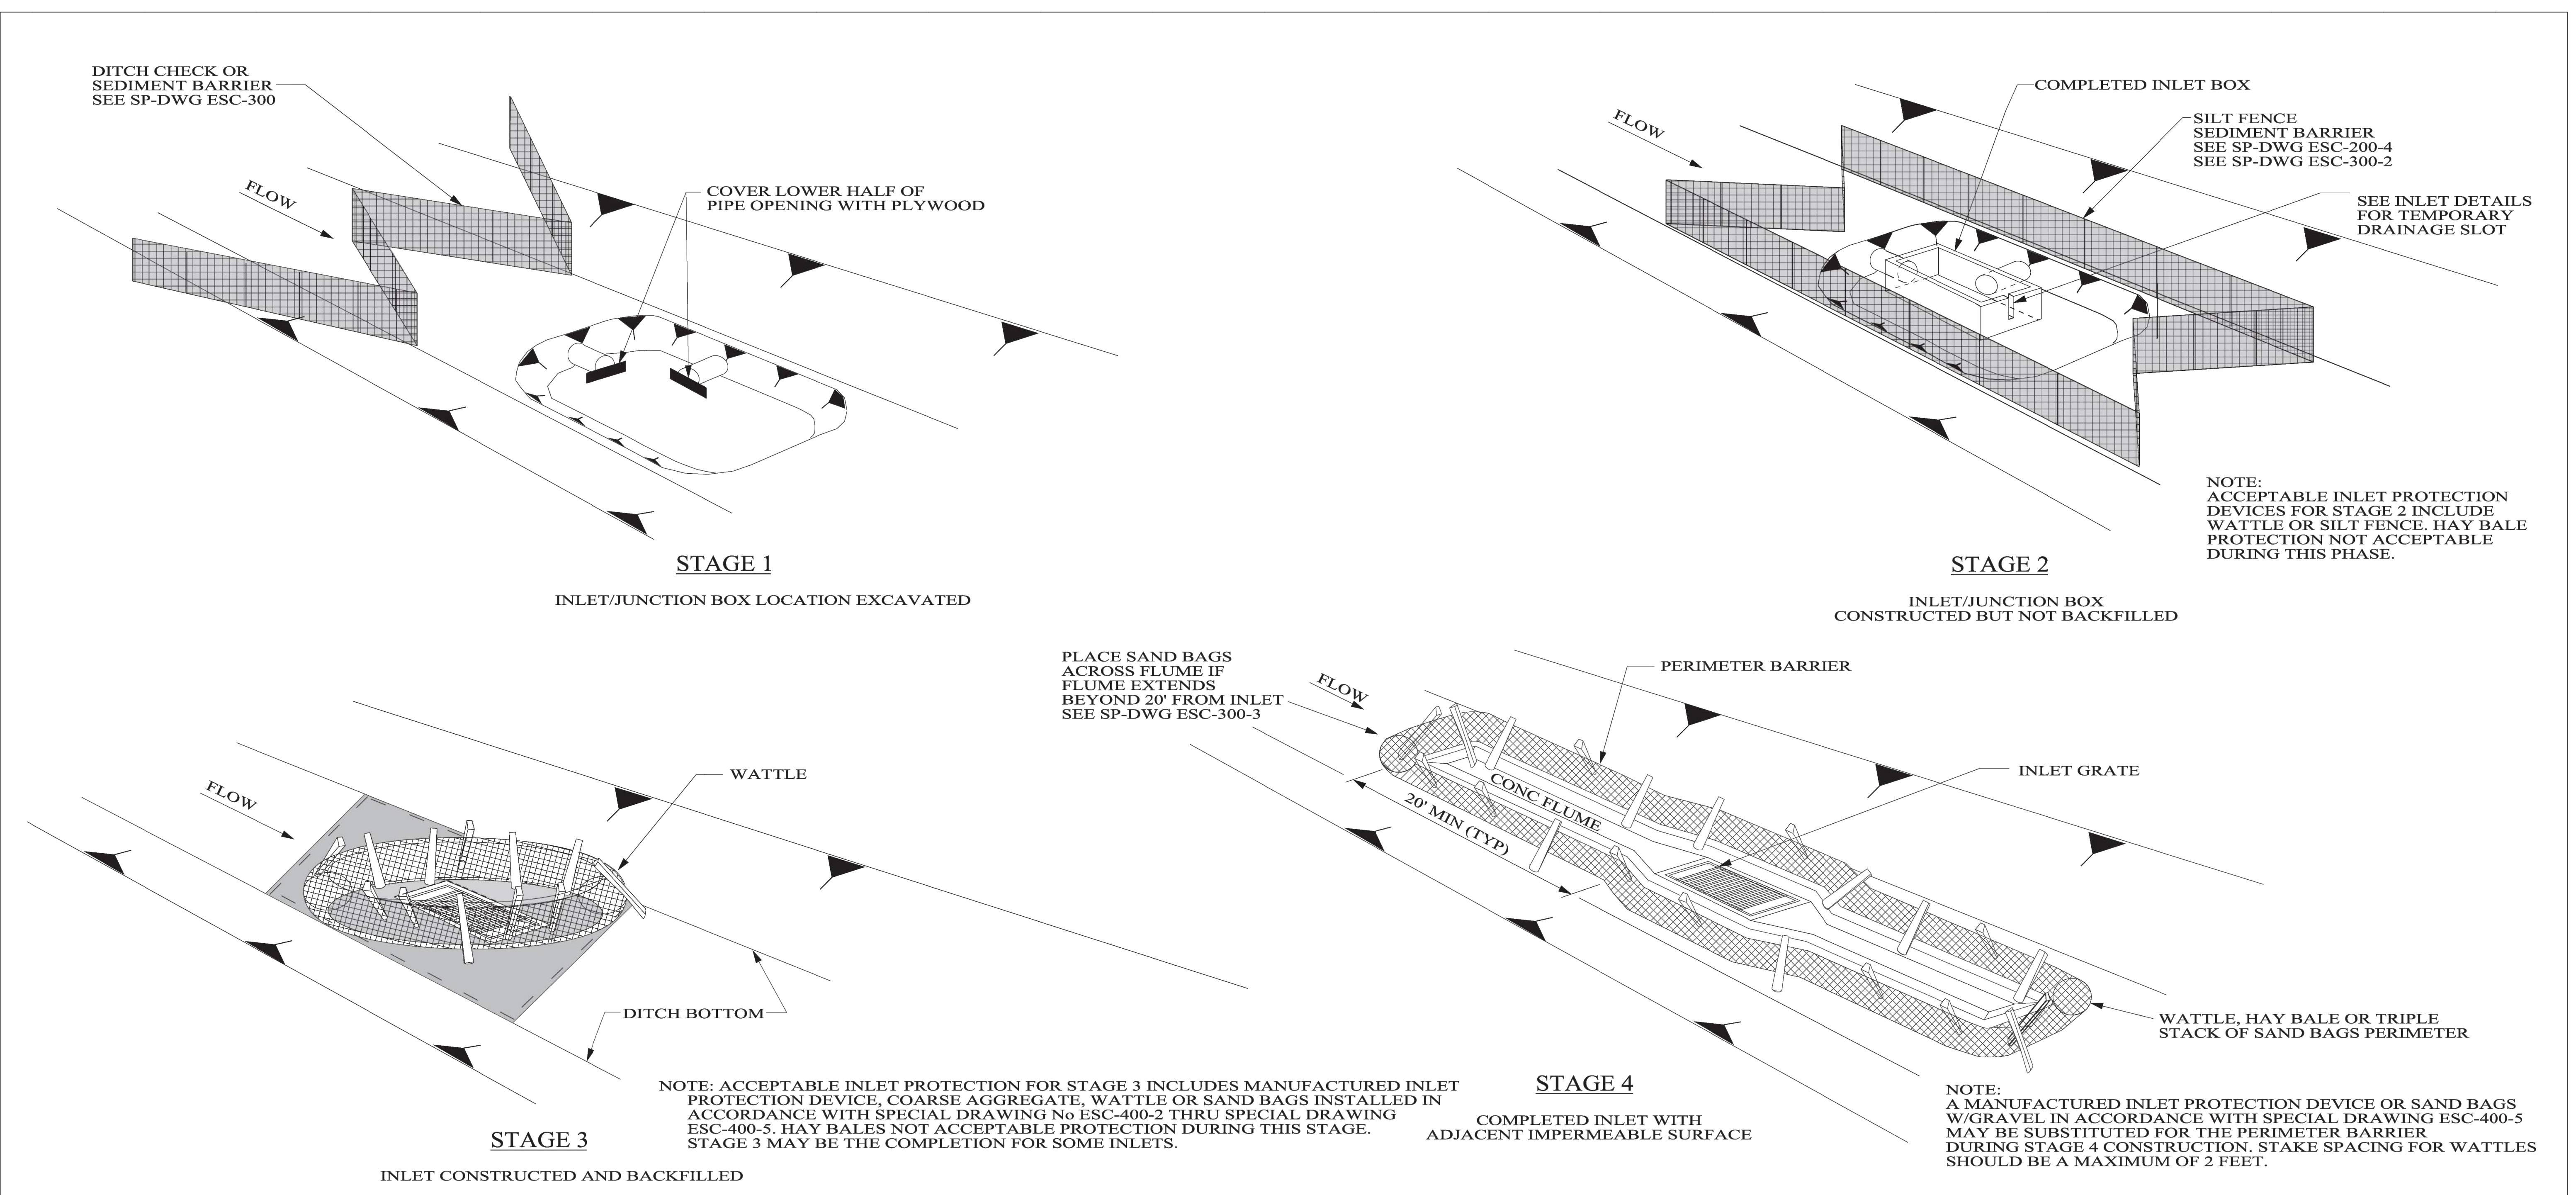 DITCH CHECK OR
SEDIMENT BARRIER
SEE SP-DWG ESC-300
FLOW
COVER LOWER HALF OF
PIPE OPENING WITH PLYWOOD
STAGE 1
INLET/JUNCTION BOX LOCATION EXCAVATED
FLOW
COMPLETED INLET BOX
SILT FENCE
SEDIMENT BARRIER
SEE SP-DWG ESC-200-4
SEE SP-DWG ESC-300-2
SEE INLET DETAILS
FOR TEMPORARY
DRAINAGE SLOT
NOTE:
ACCEPTABLE INLET PROTECTION
DEVICES FOR STAGE 2 INCLUDE
WATTLE OR SILT FENCE. HAY BALE
PROTECTION NOT ACCEPTABLE
DURING THIS PHASE.
STAGE 2
INLET/JUNCTION BOX
CONSTRUCTED BUT NOT BACKFILLED
FLOW
WATTLE
DITCH BOTTOM
NOTE: ACCEPTABLE INLET PROTECTION FOR STAGE 3 INCLUDES MANUFACTURED INLET
PROTECTION DEVICE, COARSE AGGREGATE, WATTLE OR SAND BAGS INSTALLED IN
ACCORDANCE WITH SPECIAL DRAWING No ESC-400-2 THRU SPECIAL DRAWING
ESC-400-5. HAY BALES NOT ACCEPTABLE PROTECTION DURING THIS STAGE.
STAGE 3 MAY BE THE COMPLETION FOR SOME INLETS.
STAGE 3
INLET CONSTRUCTED AND BACKFILLED
PLACE SAND BAGS
ACROSS FLUME IF
FLUME EXTENDS
BEYOND 20' FROM INLET
SEE SP-DWG ESC-300-3
FLOW
PERIMETER BARRIER
INLET GRATE
CONC FLUME
20' MIN (TYP)
WATTLE, HAY BALE OR TRIPLE
STACK OF SAND BAGS PERIMETER
STAGE 4
COMPLETED INLET WITH
ADJACENT IMPERMEABLE SURFACE
NOTE:
A MANUFACTURED INLET PROTECTION DEVICE OR SAND BAGS
W/GRAVEL IN ACCORDANCE WITH SPECIAL DRAWING ESC-400-5
MAY BE SUBSTITUTED FOR THE PERIMETER BARRIER
DURING STAGE 4 CONSTRUCTION. STAKE SPACING FOR WATTLES
SHOULD BE A MAXIMUM OF 2 FEET.